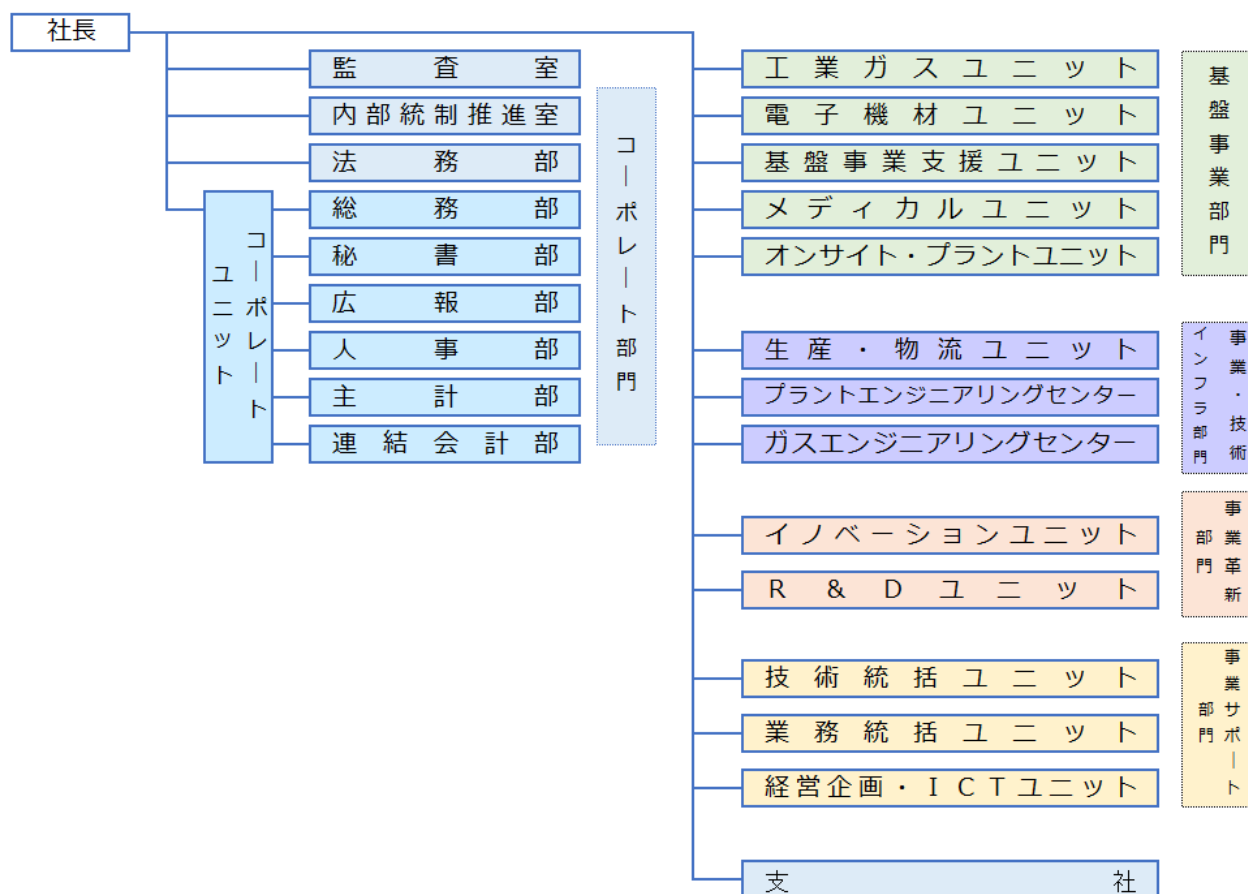 社長
監査室
内部統制推進室
法務部
コーポレートユニット
総務部
秘書部
広報部
人事部
主計部
連結会計部
コーポレート部門
工業ガスユニット
電子機材ユニット
基盤事業支援ユニット
メディカルユニット
オンサイト・プラントユニット
基盤事業部門
生産・物流ユニット
プラントエンジニアリングセンター
ガスエンジニアリングセンター
事業・技術
インフラ部門
イノベーションユニット
R&Dユニット
事業革新
部門
技術統括ユニット
業務統括ユニット
経営企画・ICTユニット
事業サポート
部門
支社